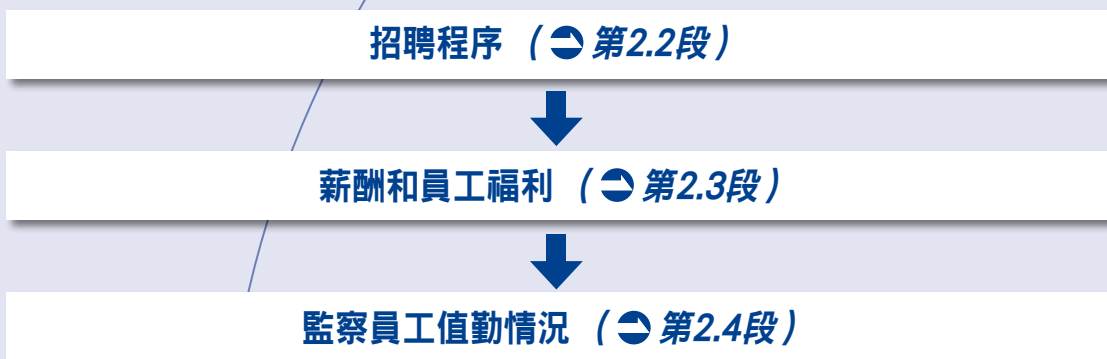 招聘程序 （ 第2.2段）
薪酬和員工福利 （ 第2.3段）
監察員工值勤情況 （ 第2.4段）